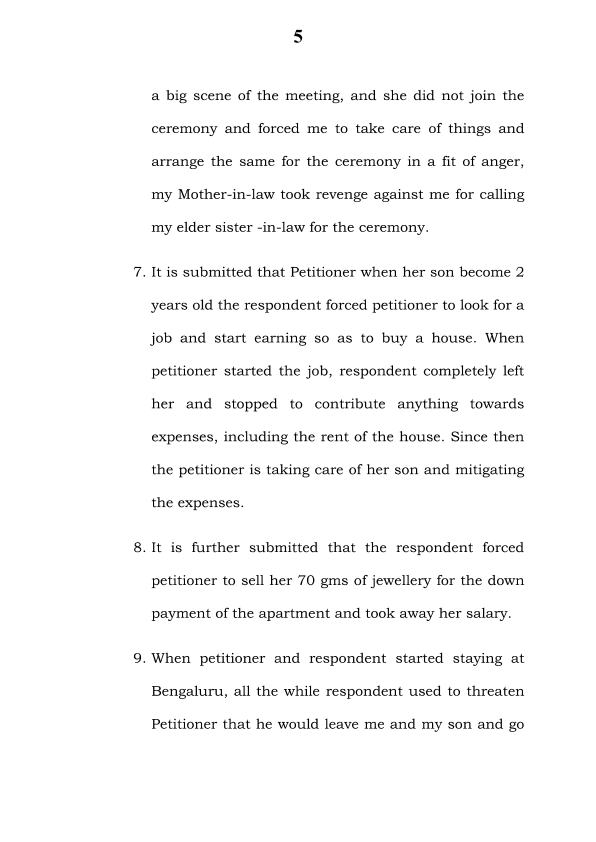 5
a big scene of the meeting, and she did not join the
ceremony and forced me to take care of things and
arrange the same for the ceremony in a fit of anger,
my Mother-in-law took revenge against me for calling
my elder sister -in-law for the ceremony.
7. It is submitted that Petitioner when her son become 2
years old the respondent forced petitioner to look for a
job and start earning so as to buy a house. When
petitioner started the job, respondent completely left
her and stopped to contribute anything towards
expenses, including the rent of the house. Since then
the petitioner is taking care of her son and mitigating
the expenses.
8. It is further submitted that the respondent forced
petitioner to sell her 70 gms of jewellery for the down
payment of the apartment and took away her salary.
9. When petitioner and respondent started staying at
Bengaluru, all the while respondent used to threaten
Petitioner that he would leave me and my son and go